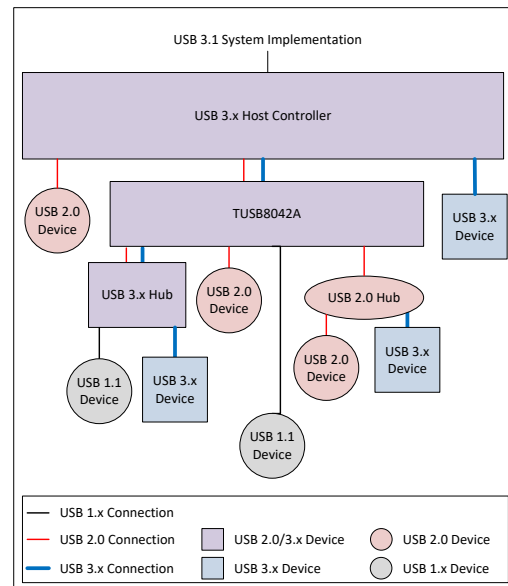 USB 3.1 System Implementation
USB 3.x Host Controller
USB 2.0
Device
TUSB8042A
USB 3.x
Device
USB 3.x Hub
USB 2.0
Device
USB 2.0 Hub
USB 1.1
Device
USB 3.x
Device
USB 2.0
Device
USB 3.x
Device
USB 1.1
Device
USB 1.x Connection
USB 2.0 Connection
USB 2.0/3.x Device
USB 2.0 Device
USB 3.x Connection
USB 3.x Device
USB 1.x Device